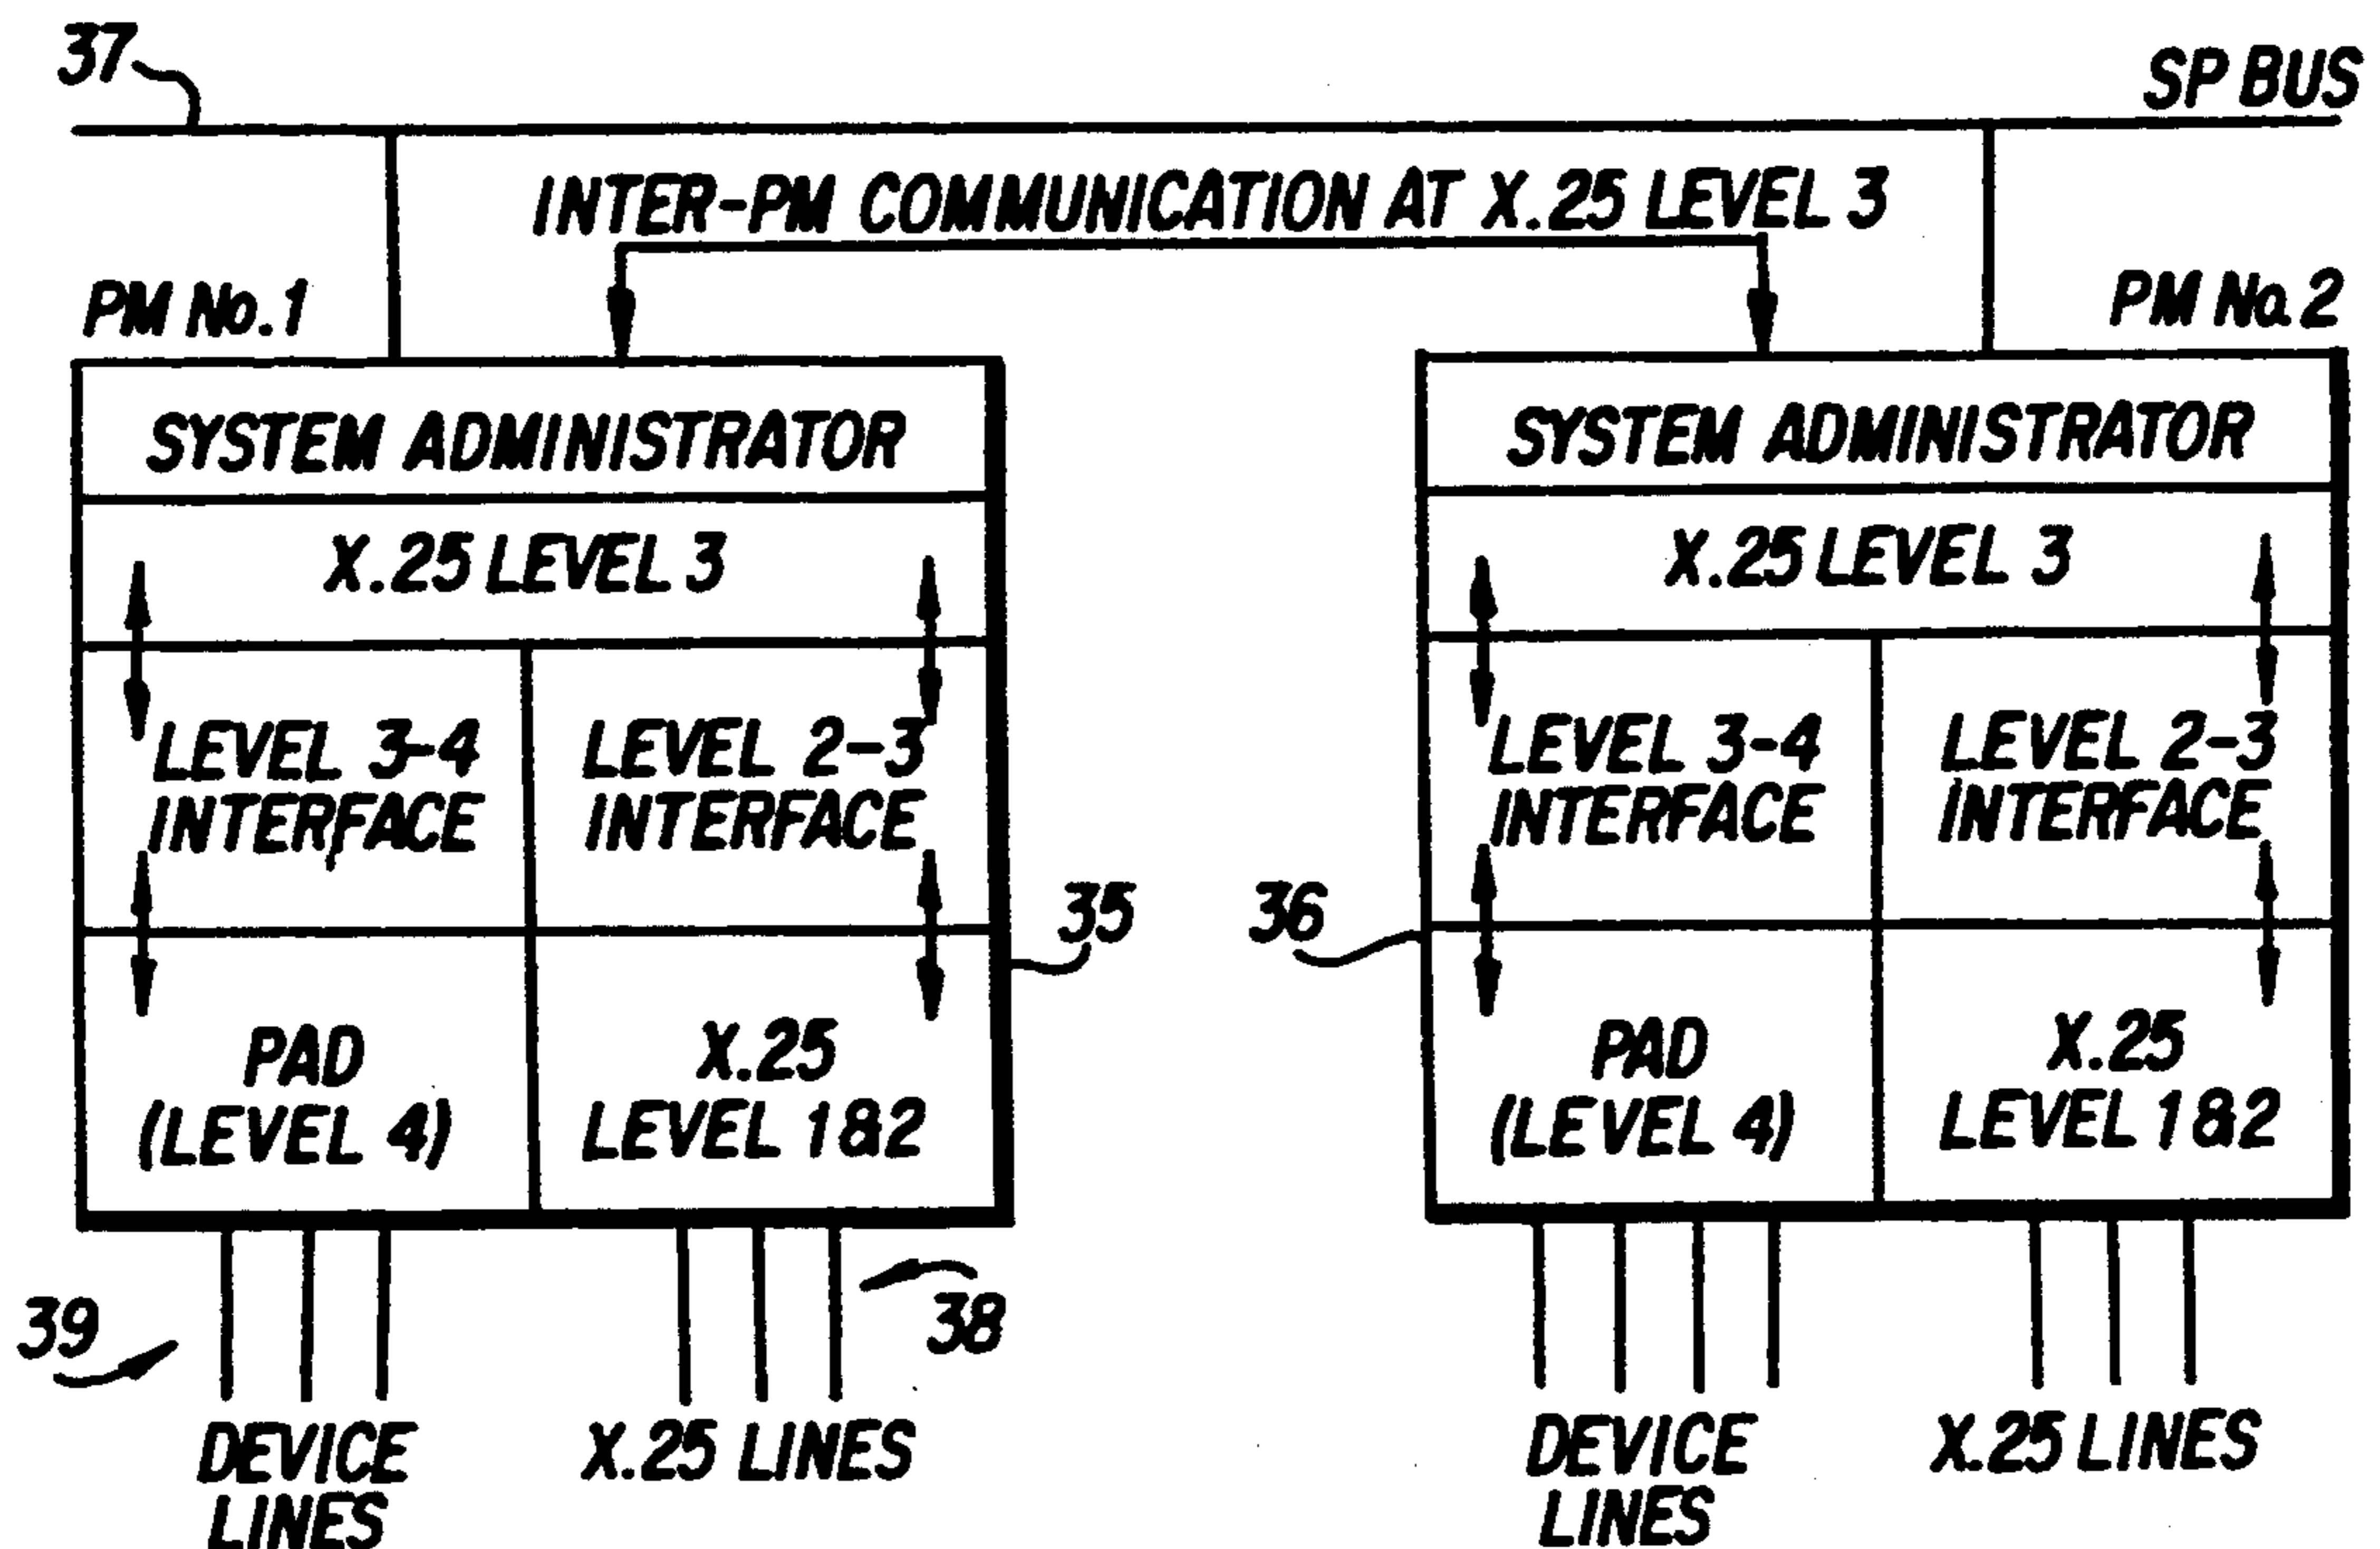 37
SP BUS
INTER-PM COMMUNICATION AT X.25 LEVEL 3
PM No. 1
PM No. 2
SYSTEM ADMINISTRATOR
X.25 LEVEL 3
LEVEL 3-4
INTERFACE
LEVEL 2-3
INTERFACE
PAD
(LEVEL 4)
X.25
LEVEL 1&2
35
39
38
DEVICE
LINES
X.25 LINES
SYSTEM ADMINISTRATOR
X.25 LEVEL 3
LEVEL 3-4
INTERFACE
LEVEL 2-3
INTERFACE
36
PAD
(LEVEL 4)
X.25
LEVEL 1&2
DEVICE
LINES
X.25 LINES